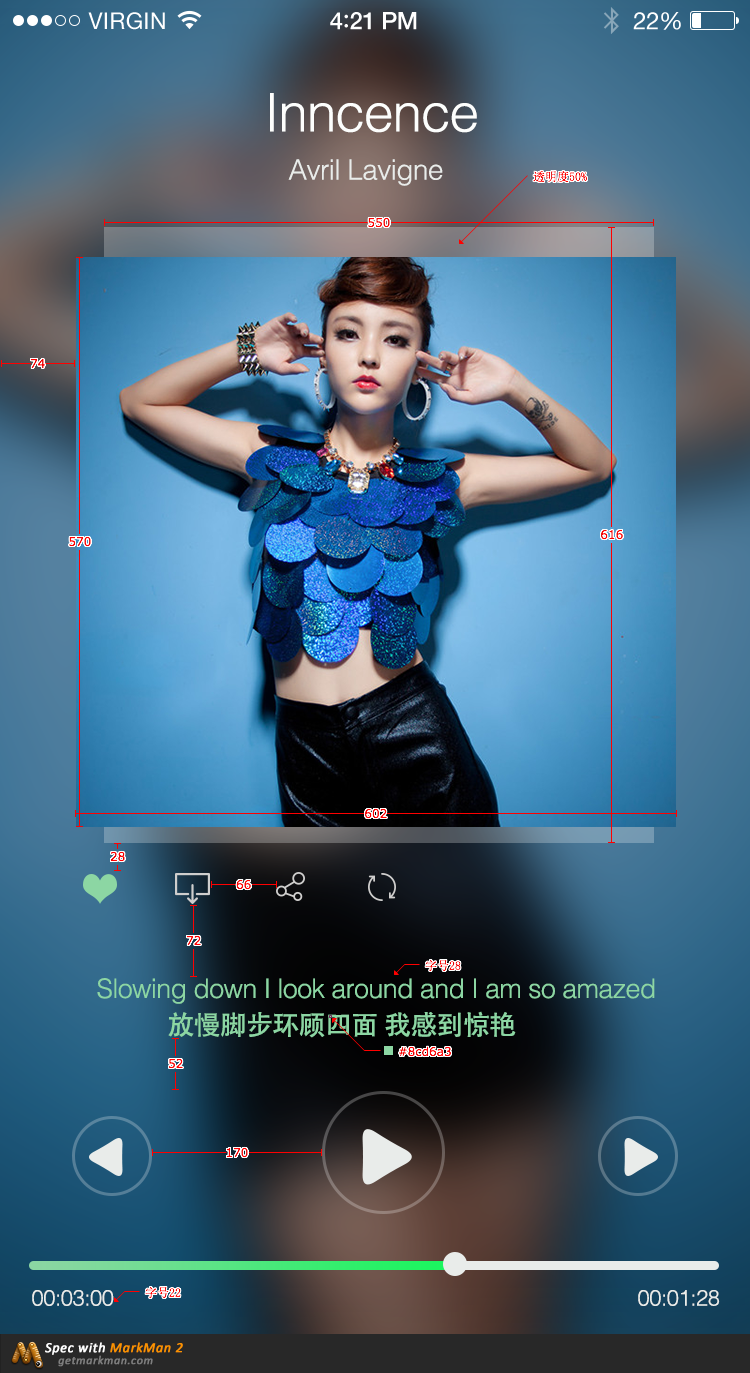 VIRGIN
4:21 PM
22%
Inncence
Avril Lavigne
透明度50%
550
74
570
616
602
28
66
72
字号28
Slowing down I look around and I am so amazed
放慢脚步环顾四面 我感到惊艳
#8cd6a3
52
170
00:03:00
字号22
00:01:28
Spec with MarkMan 2
getmarkman.com